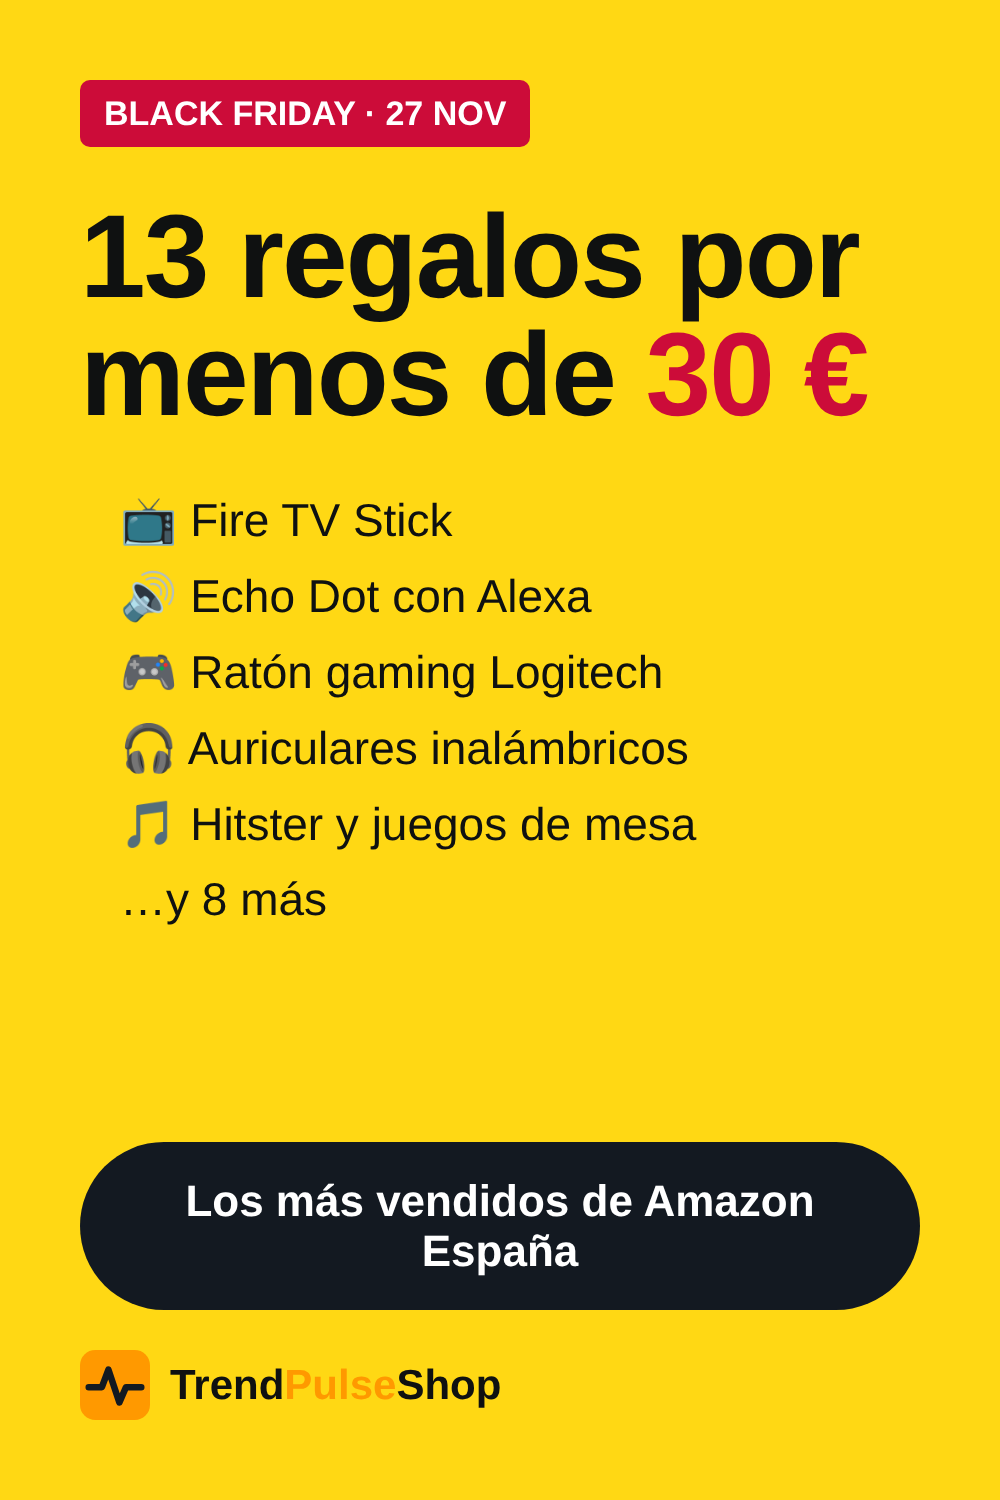 BLACK FRIDAY · 27 NOV
13 regalos por
menos de 30 €
📺 Fire TV Stick
🔊 Echo Dot con Alexa
🎮 Ratón gaming Logitech
🎧 Auriculares inalámbricos
🎵 Hitster y juegos de mesa
…y 8 más
Los más vendidos de Amazon
España
TrendPulseShop